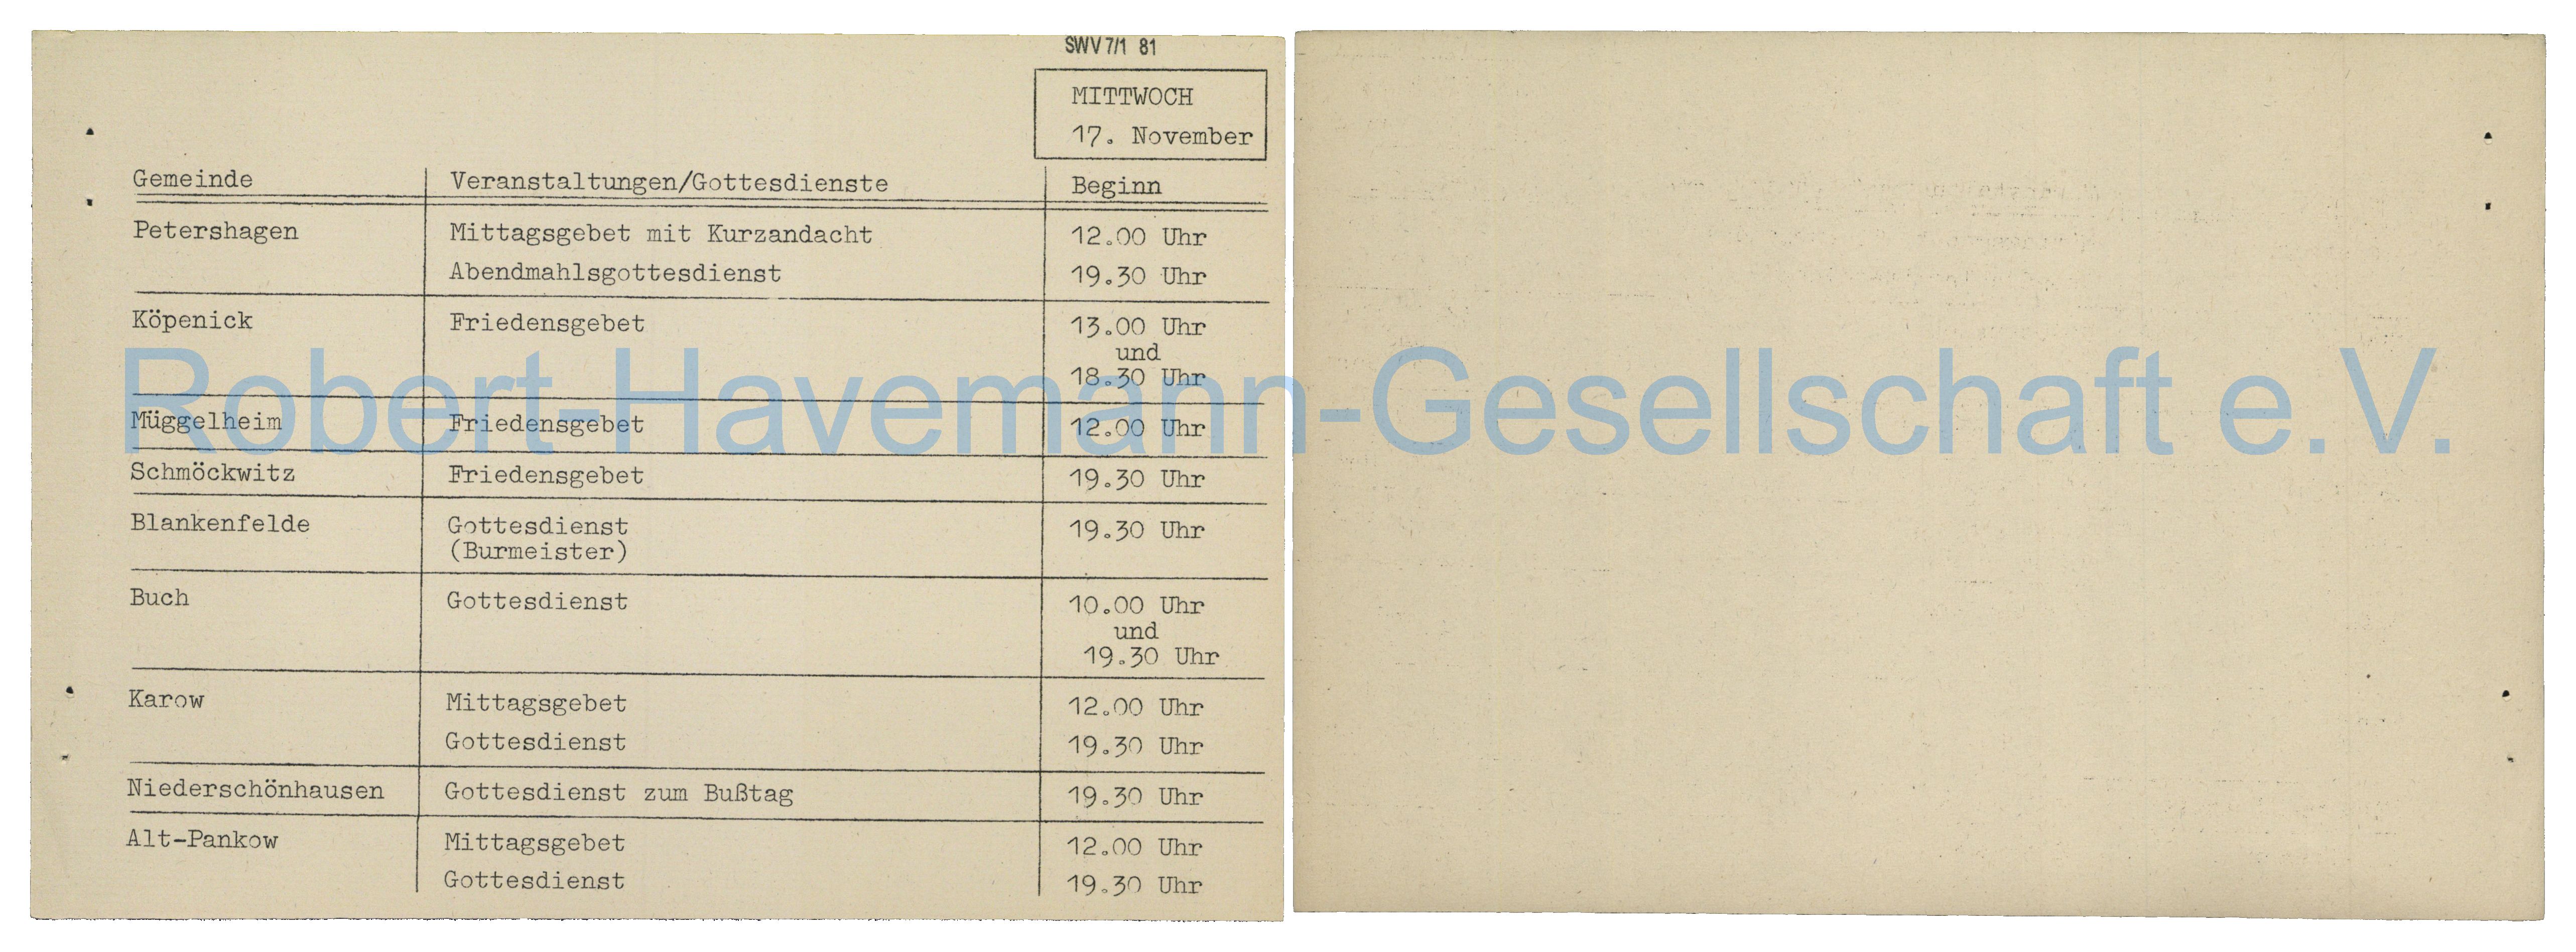 SWV 7/1 81
MITTWOCH
17. November
Gemeinde Veranstaltungen/Gottesdienste Beginn
Petershagen Mittagsgebet mit Kurzandacht 12.00 Uhr
Abendmahlsgottesdienst 19.30 Uhr
Köpenick Friedensgebet 13.00 Uhr
und
18.30 Uhr
Robert-Havemann-Gesellschaft e.V.
Müggelheim Friedensgebet 12.00 Uhr
Schmöckwitz Friedensgebet 19.30 Uhr
Blankenfelde Gottesdienst 19.30 Uhr
(Burmeister)
Buch Gottesdienst 10.00 Uhr
und
19.30 Uhr
Karow Mittagsgebet 12.00 Uhr
Gottesdienst 19.30 Uhr
Niederschönhausen Gottesdienst zum Bußtag 19.30 Uhr
Alt-Pankow Mittagsgebet 12.00 Uhr
Gottesdienst 19.30 Uhr